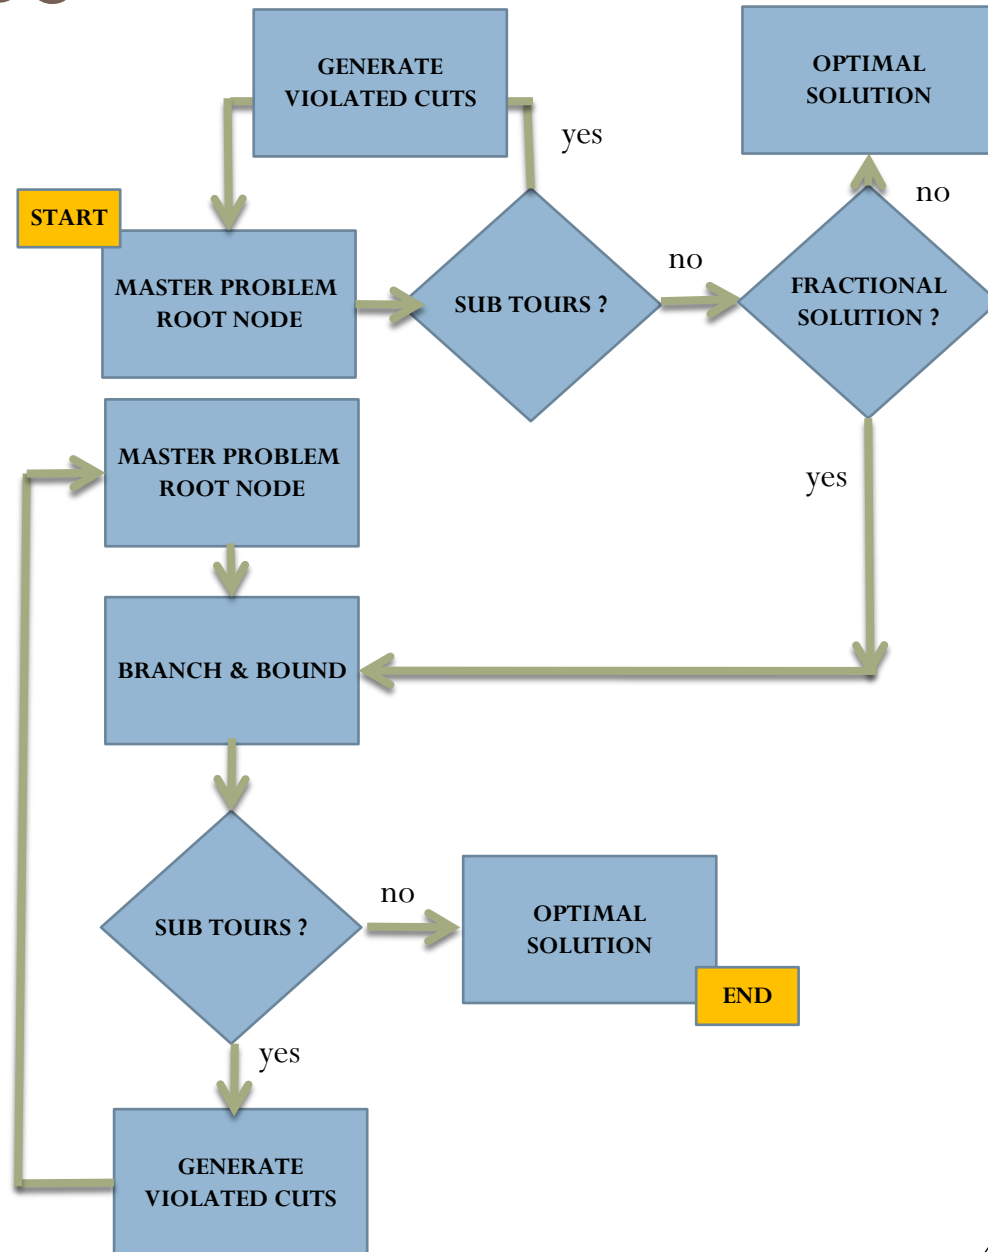 GENERATE
VIOLATED CUTS
OPTIMAL
SOLUTION
yes
no
START
MASTER PROBLEM
ROOT NODE
SUB TOURS ?
no
FRACTIONAL
SOLUTION ?
MASTER PROBLEM
ROOT NODE
yes
BRANCH & BOUND
SUB TOURS ?
no
OPTIMAL
SOLUTION
END
yes
GENERATE
VIOLATED CUTS